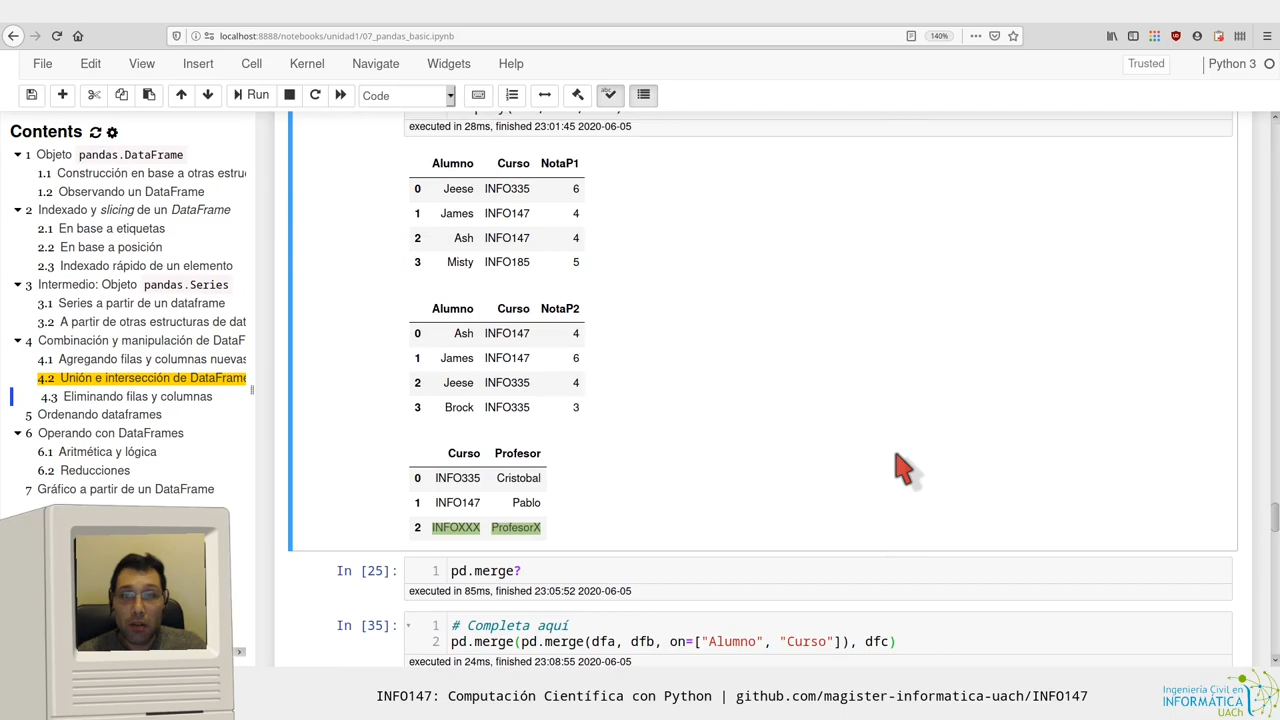 localhost:8888/notebooks/unidad1/07_pandas_basic.ipynb
140%
File Edit View Insert Cell Kernel Navigate Widgets Help
Trusted
Python 3
Run
Code
Contents
1 Objeto pandas.DataFrame
1.1 Construcción en base a otras estru
1.2 Observando un DataFrame
2 Indexado y slicing de un DataFrame
2.1 En base a etiquetas
2.2 En base a posición
2.3 Indexado rápido de un elemento
3 Intermedio: Objeto pandas.Series
3.1 Series a partir de un dataframe
3.2 A partir de otras estructuras de dat
4 Combinación y manipulación de DataF
4.1 Agregando filas y columnas nuevas
4.2 Unión e intersección de DataFrame
4.3 Eliminando filas y columnas
5 Ordenando dataframes
6 Operando con DataFrames
6.1 Aritmética y lógica
6.2 Reducciones
7 Gráfico a partir de un DataFrame
executed in 28ms, finished 23:01:45 2020-06-05
Alumno Curso NotaP1
0 Jeese INFO335 6
1 James INFO147 4
2 Ash INFO147 4
3 Misty INFO185 5
Alumno Curso NotaP2
0 Ash INFO147 4
1 James INFO147 6
2 Jeese INFO335 4
3 Brock INFO335 3
Curso Profesor
0 INFO335 Cristobal
1 INFO147 Pablo
2 INFOXXX ProfesorX
In [25]: 1 pd.merge?
executed in 85ms, finished 23:05:52 2020-06-05
In [35]: 1 # Completa aquí
2 pd.merge(pd.merge(dfa, dfb, on=["Alumno", "Curso"]), dfc)
executed in 24ms, finished 23:08:55 2020-06-05
INFO147: Computación Científica con Python | github.com/magister-informatica-uach/INFO147
Ingeniería Civil en
INFORMÁTICA
UACh